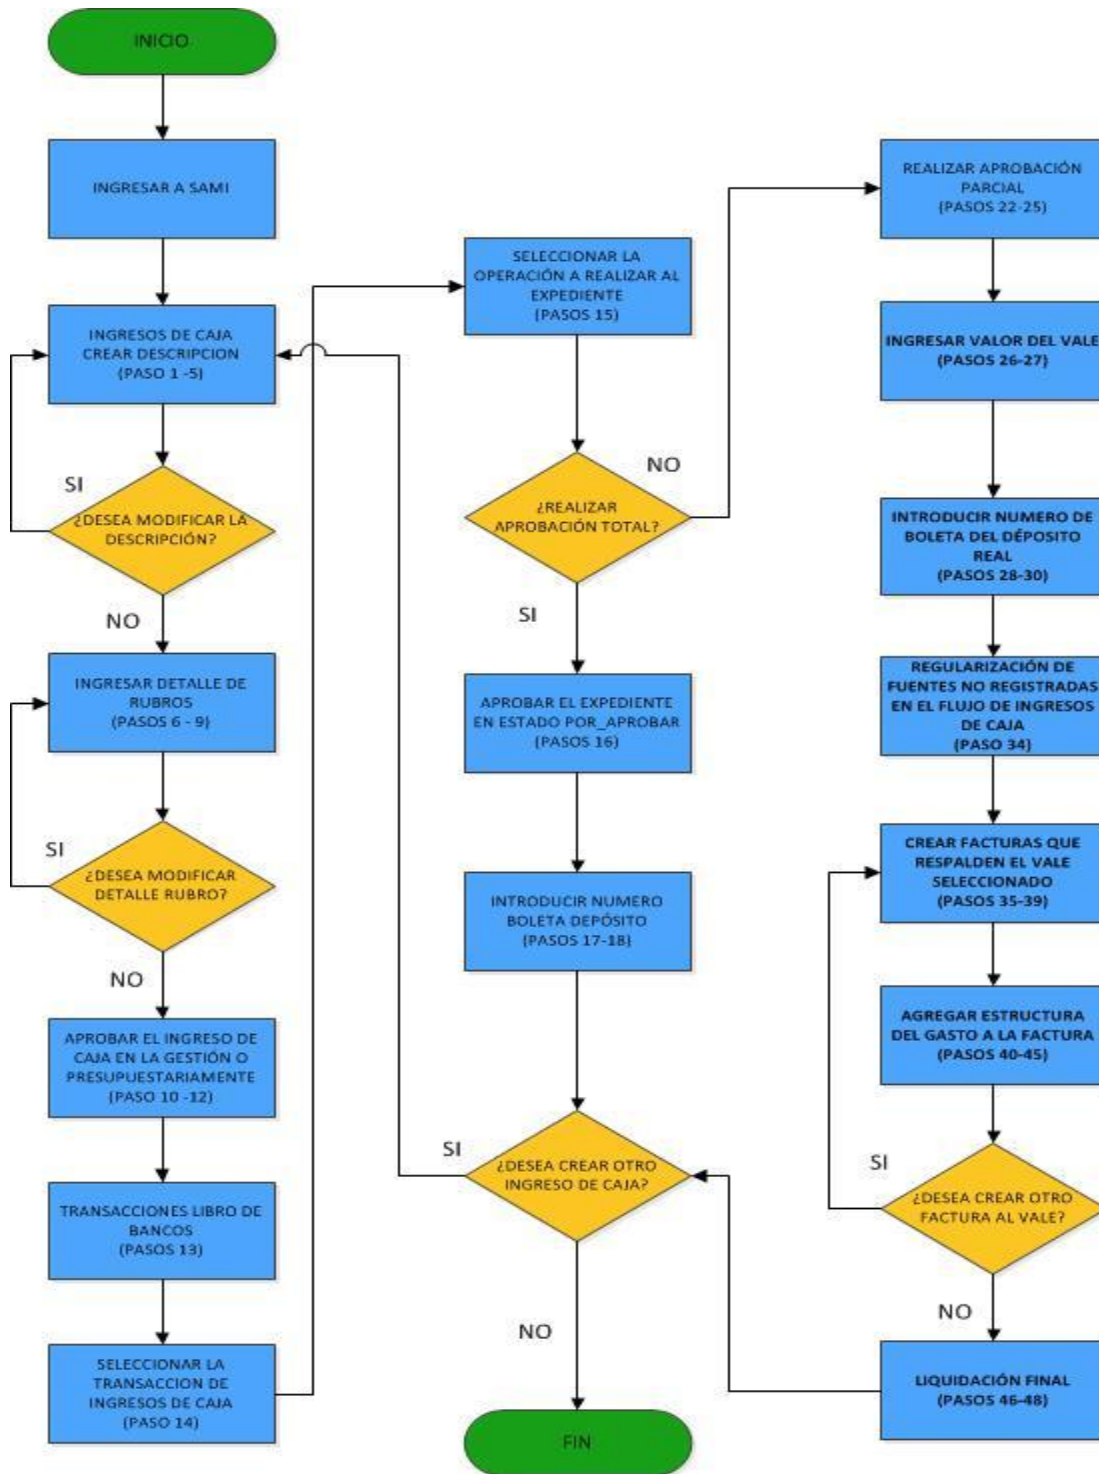 INICIO
INGRESAR A SAMI
INGRESOS DE CAJA
CREAR DESCRIPCION
(PASO 1 -5)
SI
¿DESEA MODIFICAR LA
DESCRIPCIÓN?
NO
INGRESAR DETALLE DE
RUBROS
(PASOS 6 - 9)
SI
¿DESEA MODIFICAR
DETALLE RUBRO?
NO
APROBAR EL INGRESO DE
CAJA EN LA GESTIÓN O
PRESUPUESTARIAMENTE
(PASO 10 -12)
TRANSACCIONES LIBRO DE
BANCOS
(PASOS 13)
SELECCIONAR LA
TRANSACCION DE
INGRESOS DE CAJA
(PASO 14)
SELECCIONAR LA
OPERACIÓN A REALIZAR AL
EXPEDIENTE
(PASOS 15)
NO
¿REALIZAR
APROBACIÓN TOTAL?
SI
APROBAR EL EXPEDIENTE
EN ESTADO POR_APROBAR
(PASOS 16)
INTRODUCIR NUMERO
BOLETA DEPÓSITO
(PASOS 17-18)
SI
¿DESEA CREAR OTRO
INGRESO DE CAJA?
NO
FIN
REALIZAR APROBACIÓN
PARCIAL
(PASOS 22-25)
INGRESAR VALOR DEL VALE
(PASOS 26-27)
INTRODUCIR NUMERO DE
BOLETA DEL DÉPOSITO
REAL
(PASOS 28-30)
REGULARIZACIÓN DE
FUENTES NO REGISTRADAS
EN EL FLUJO DE INGRESOS
DE CAJA
(PASO 34)
CREAR FACTURAS QUE
RESPALDEN EL VALE
SELECCIONADO
(PASOS 35-39)
AGREGAR ESTRUCTURA
DEL GASTO A LA FACTURA
(PASOS 40-45)
SI
¿DESEA CREAR OTRO
FACTURA AL VALE?
NO
LIQUIDACIÓN FINAL
(PASOS 46-48)